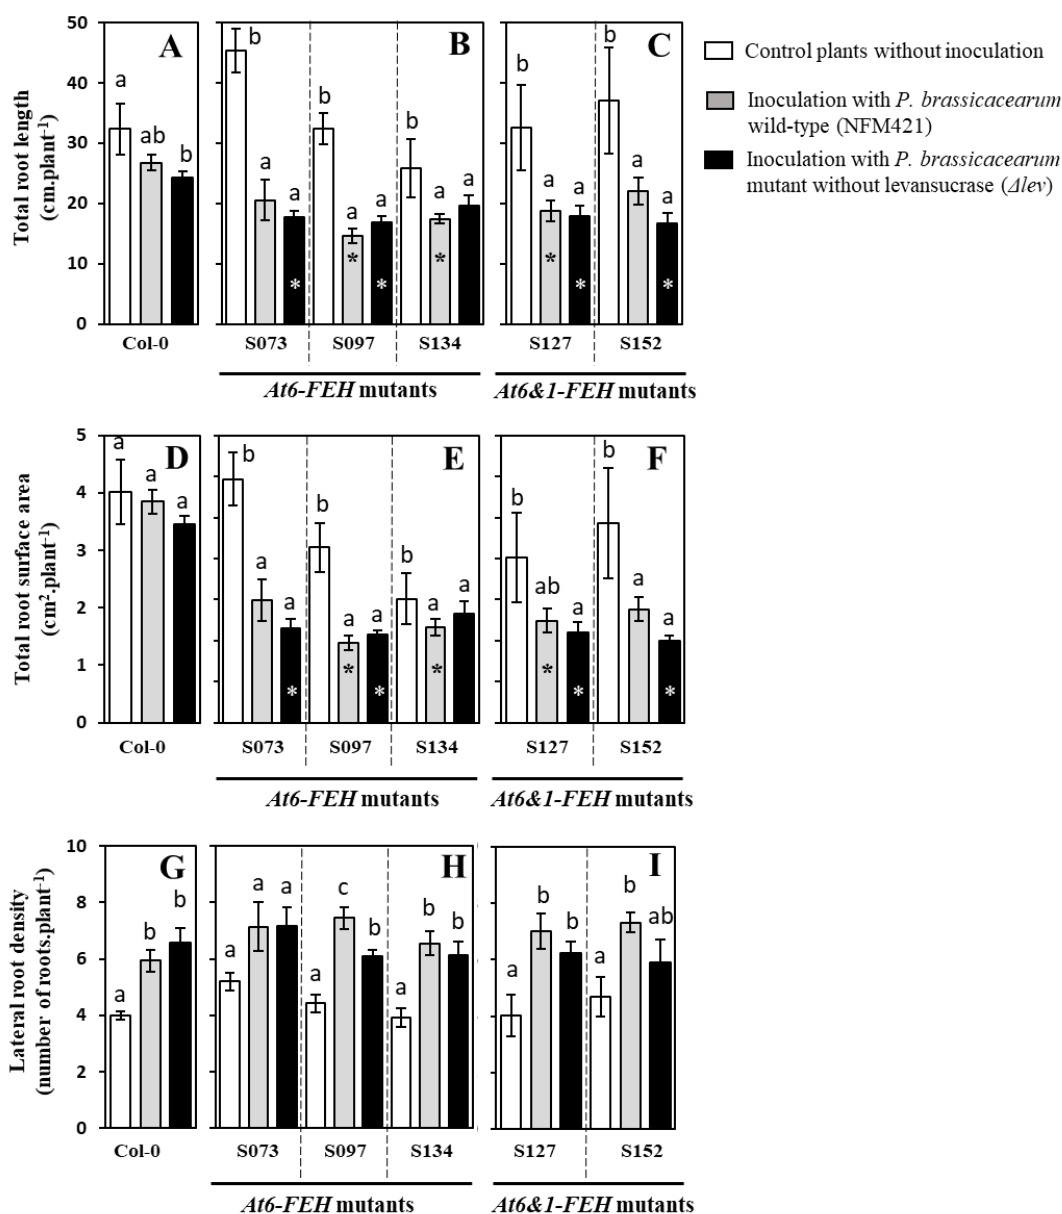 A
B
C
50
40
30
20
10
0
Total root length
(cm.plant-1)
a
ab
b
b
a
a
*
b
a
a
*
*
b
a
a
*
b
a
a
*
*
b
a
a
*
Col-0
S073
S097
S134
S127
S152
At6-FEH mutants
At6&1-FEH mutants
Control plants without inoculation
Inoculation with P. brassicacearum
wild-type (NFM421)
Inoculation with P. brassicacearum
mutant without levansucrase (Δlev)
D
E
F
5
4
3
2
1
0
Total root surface area
(cm2.plant-1)
a
a
a
b
a
a
*
b
a
a
*
*
b
a
a
*
b
ab
a
*
*
b
a
a
*
Col-0
S073
S097
S134
S127
S152
At6-FEH mutants
At6&1-FEH mutants
G
H
I
10
8
6
4
2
0
Lateral root density
(number of roots.plant-1)
a
b
b
a
a
a
a
c
b
a
b
b
a
b
b
a
b
ab
Col-0
S073
S097
S134
S127
S152
At6-FEH mutants
At6&1-FEH mutants